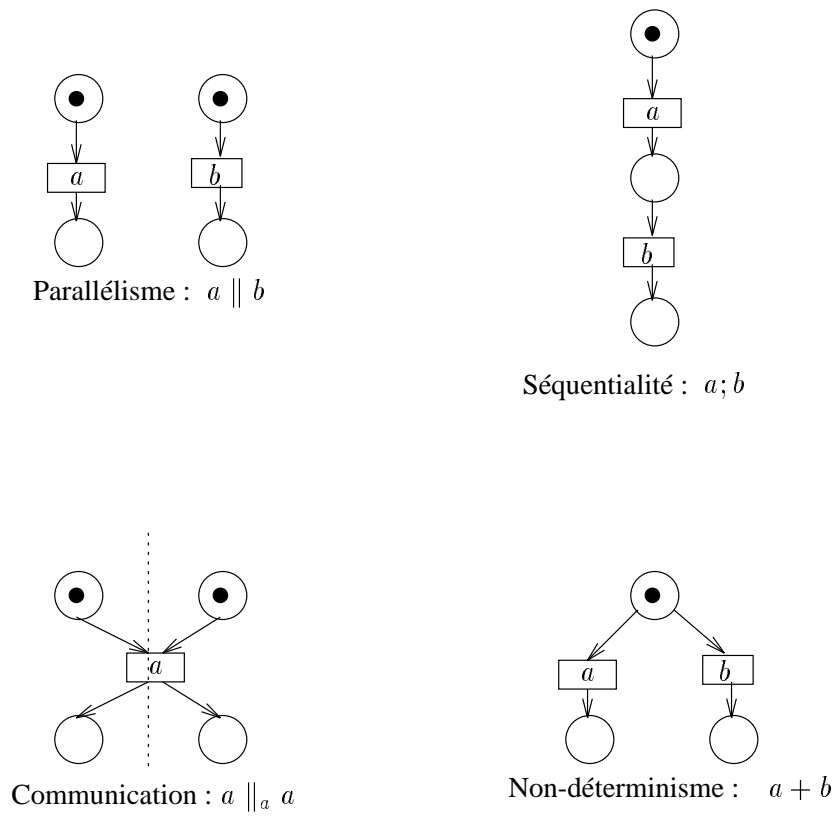 a
b
Parallélisme : a ∥ b
a
b
Séquentialité : a; b
a
Communication : a ∥ₐ a
a
b
Non-déterminisme : a + b